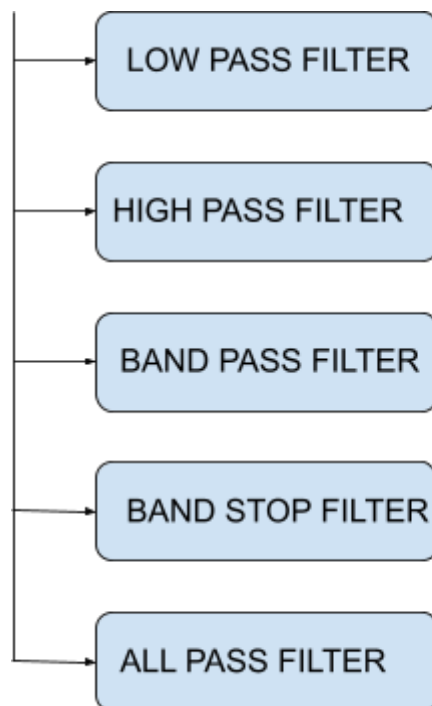 LOW PASS FILTER
HIGH PASS FILTER
BAND PASS FILTER
BAND STOP FILTER
ALL PASS FILTER